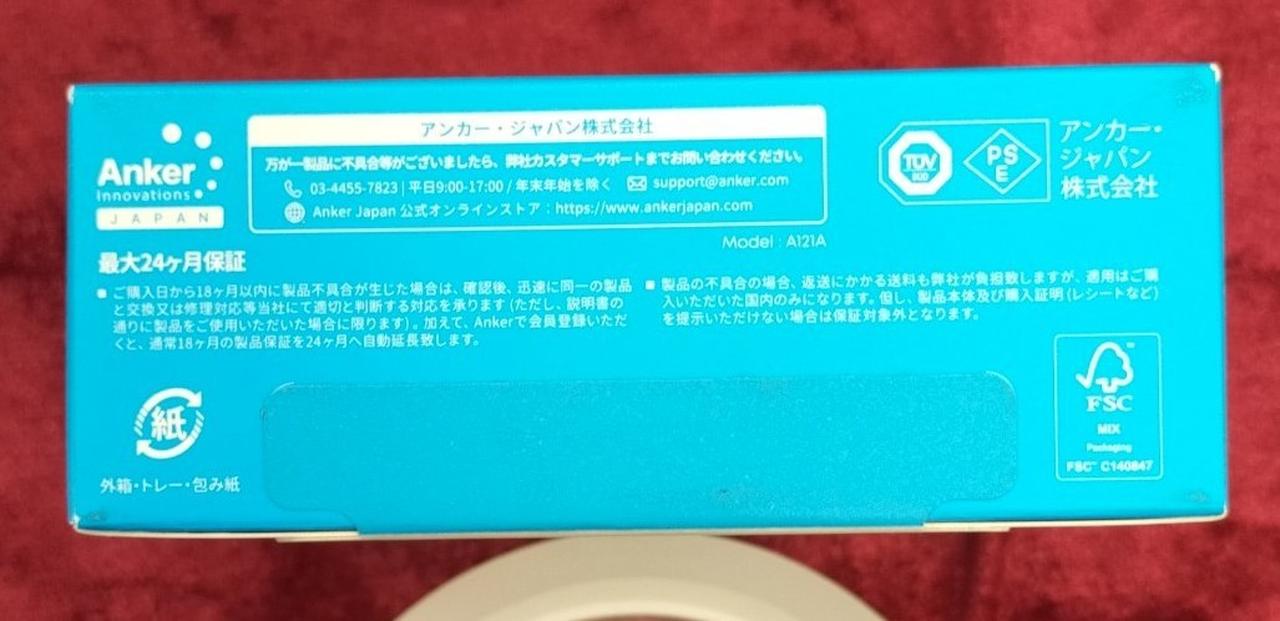 アンカー・ジャパン株式会社
万が一製品に不具合等がございましたら、弊社カスタマーサポートまでお問い合わせください。
03-4455-7823 | 平日9:00-17:00 / 年末年始を除く support@anker.com
Anker Japan 公式オンラインストア：https://www.ankerjapan.com
Anker
Innovations
JAPAN
TÜV
SÜD
PS
E
アンカー・
ジャパン
株式会社
Model : A121A
最大24ヶ月保証
■ ご購入日から18ヶ月以内に製品不具合が生じた場合は、確認後、迅速に同一の製品
と交換又は修理対応等当社にて適切と判断する対応を承ります (ただし、説明書の
通りに製品をご使用いただいた場合に限ります)。加えて、Ankerで会員登録いただ
くと、通常18ヶ月の製品保証を24ヶ月へ自動延長致します。
■ 製品の不具合の場合、返送にかかる送料も弊社が負担致しますが、適用はご購
入いただいた国内のみになります。但し、製品本体及び購入証明 (レシートなど)
を提示いただけない場合は保証対象外となります。
紙
外箱・トレー・包み紙
FSC™
MIX
Packaging
FSC™ C140847